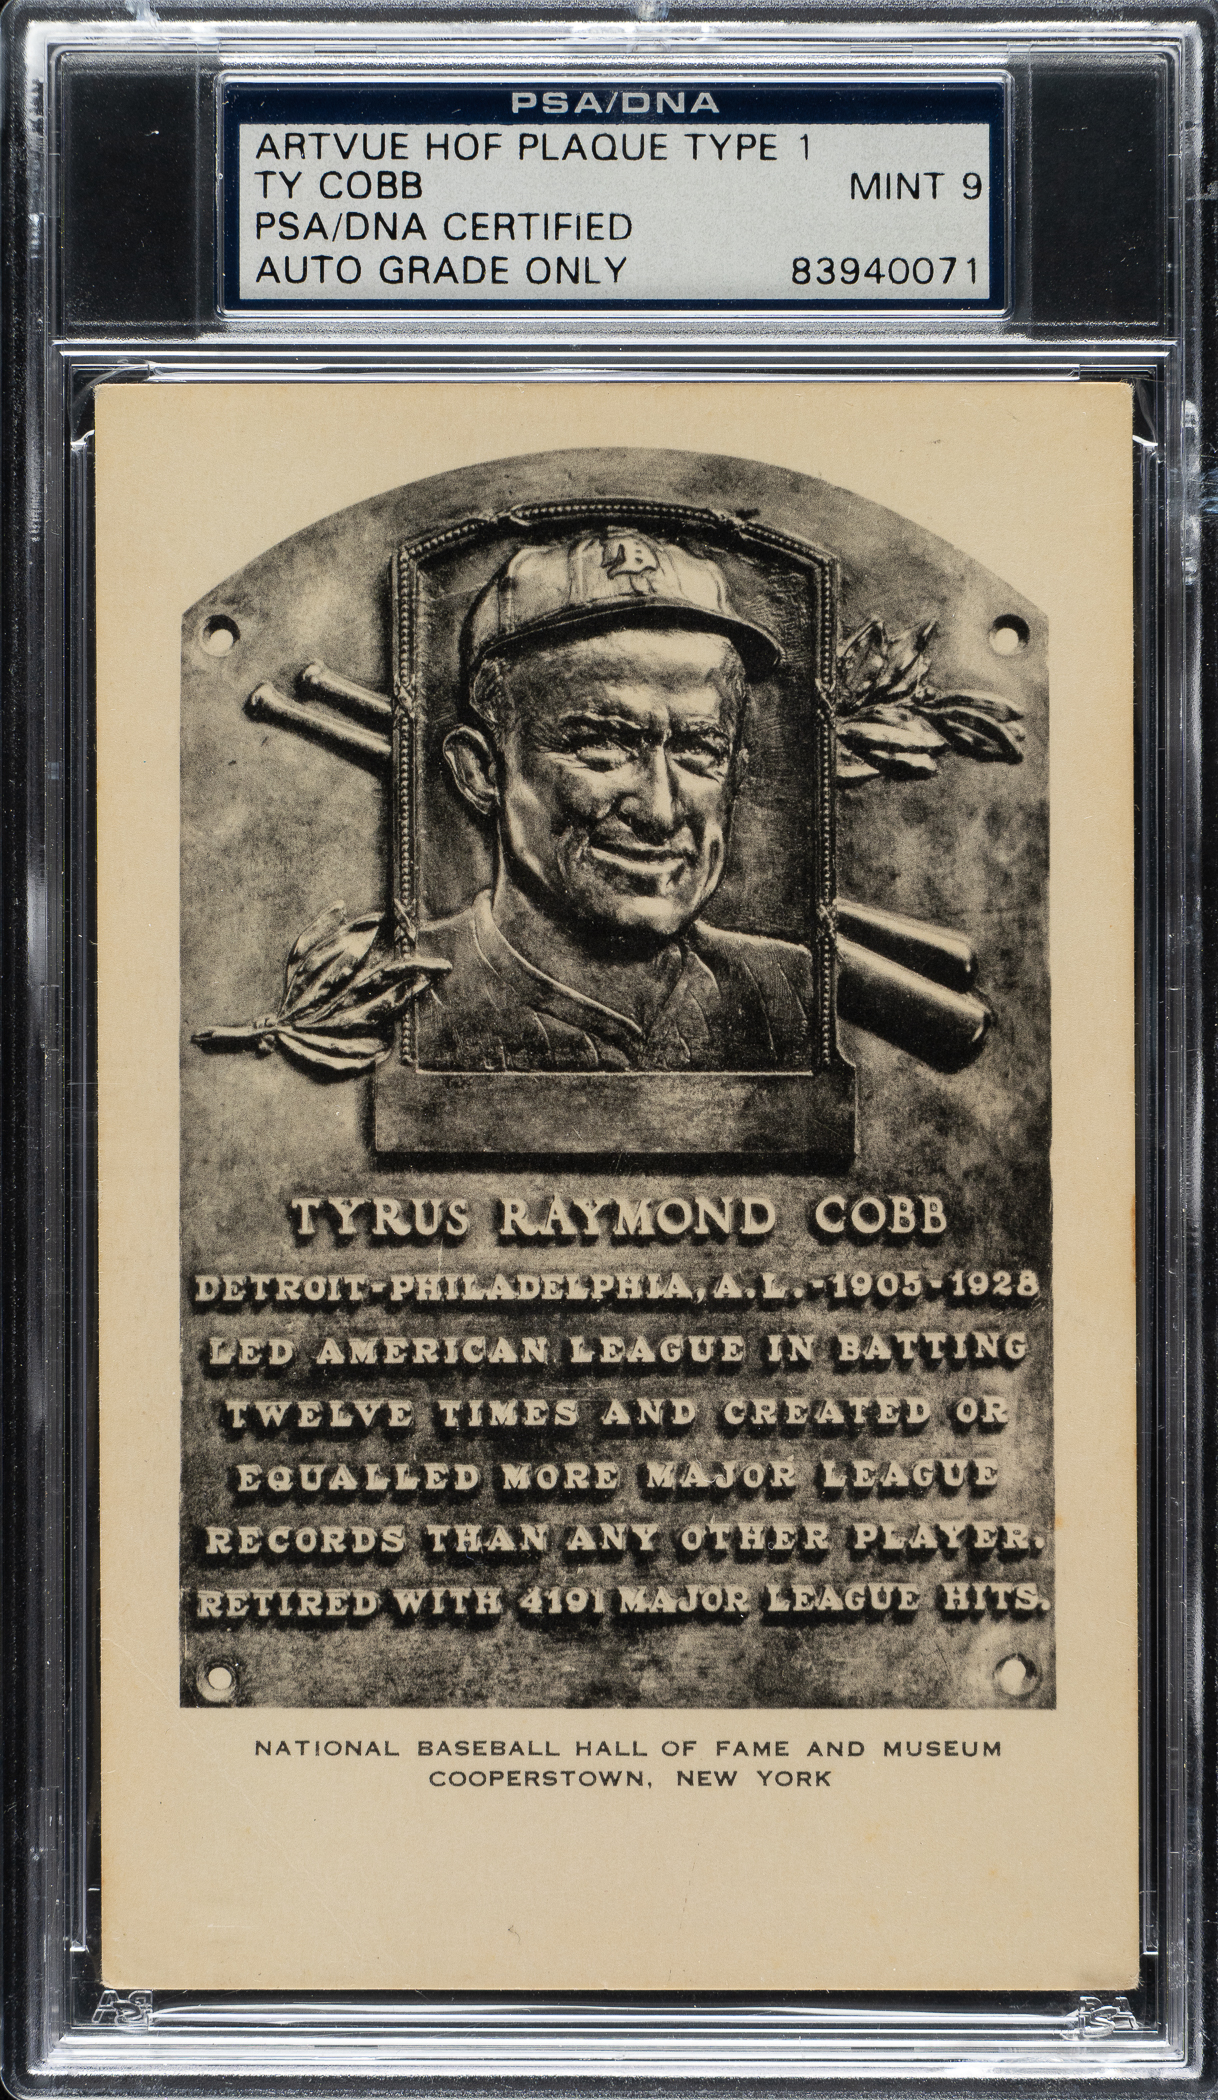 PSA/DNA
ARTVUE HOF PLAQUE TYPE 1
TY COBB MINT 9
PSA/DNA CERTIFIED
AUTO GRADE ONLY 83940071
TYRUS RAYMOND COBB
DETROIT-PHILADELPHIA, A.L.-1905-1928
LED AMERICAN LEAGUE IN BATTING
TWELVE TIMES AND CREATED OR
EQUALLED MORE MAJOR LEAGUE
RECORDS THAN ANY OTHER PLAYER.
RETIRED WITH 4191 MAJOR LEAGUE HITS.
NATIONAL BASEBALL HALL OF FAME AND MUSEUM
COOPERSTOWN, NEW YORK
PSA PSA